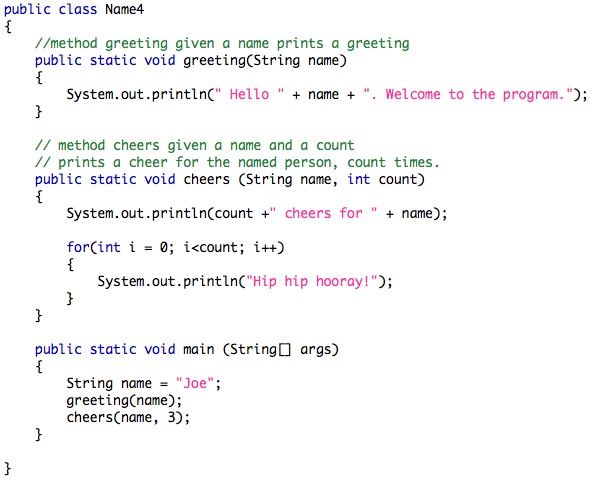 public class Name4
{
    //method greeting given a name prints a greeting
    public static void greeting(String name)
    {
        System.out.println(" Hello " + name + ". Welcome to the program.");
    }

    // method cheers given a name and a count
    // prints a cheer for the named person, count times.
    public static void cheers (String name, int count)
    {
        System.out.println(count +" cheers for " + name);

        for(int i = 0; i<count; i++)
        {
            System.out.println("Hip hip hooray!");
        }
    }

    public static void main (String[] args)
    {
        String name = "Joe";
        greeting(name);
        cheers(name, 3);
    }

}